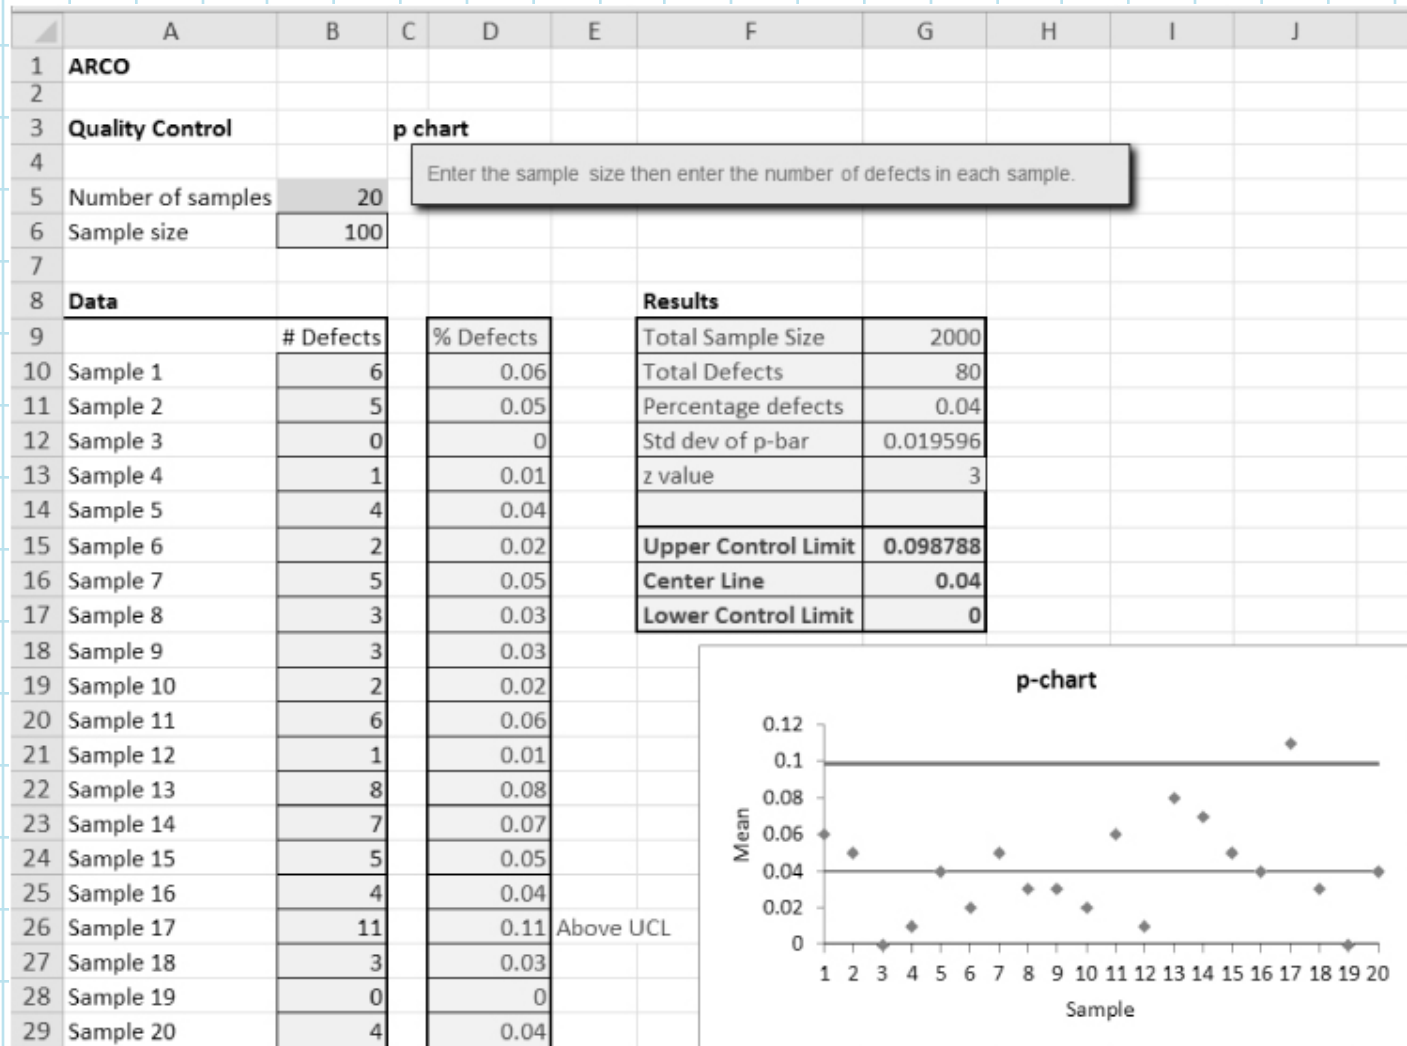 A B C D E F G H I J
1 ARCO
2
3 Quality Control p chart
4
Enter the sample size then enter the number of defects in each sample.
5 Number of samples 20
6 Sample size 100
7
8 Data Results
9 # Defects % Defects Total Sample Size 2000
10 Sample 1 6 0.06 Total Defects 80
11 Sample 2 5 0.05 Percentage defects 0.04
12 Sample 3 0 0 Std dev of p-bar 0.019596
13 Sample 4 1 0.01 z value 3
14 Sample 5 4 0.04
15 Sample 6 2 0.02 Upper Control Limit 0.098788
16 Sample 7 5 0.05 Center Line 0.04
17 Sample 8 3 0.03 Lower Control Limit 0
18 Sample 9 3 0.03
19 Sample 10 2 0.02
20 Sample 11 6 0.06
21 Sample 12 1 0.01
22 Sample 13 8 0.08
23 Sample 14 7 0.07
24 Sample 15 5 0.05
25 Sample 16 4 0.04
26 Sample 17 11 0.11 Above UCL
27 Sample 18 3 0.03
28 Sample 19 0 0
29 Sample 20 4 0.04
p-chart
0.12
0.1
0.08
0.06
0.04
0.02
0
Mean
1 2 3 4 5 6 7 8 9 10 11 12 13 14 15 16 17 18 19 20
Sample